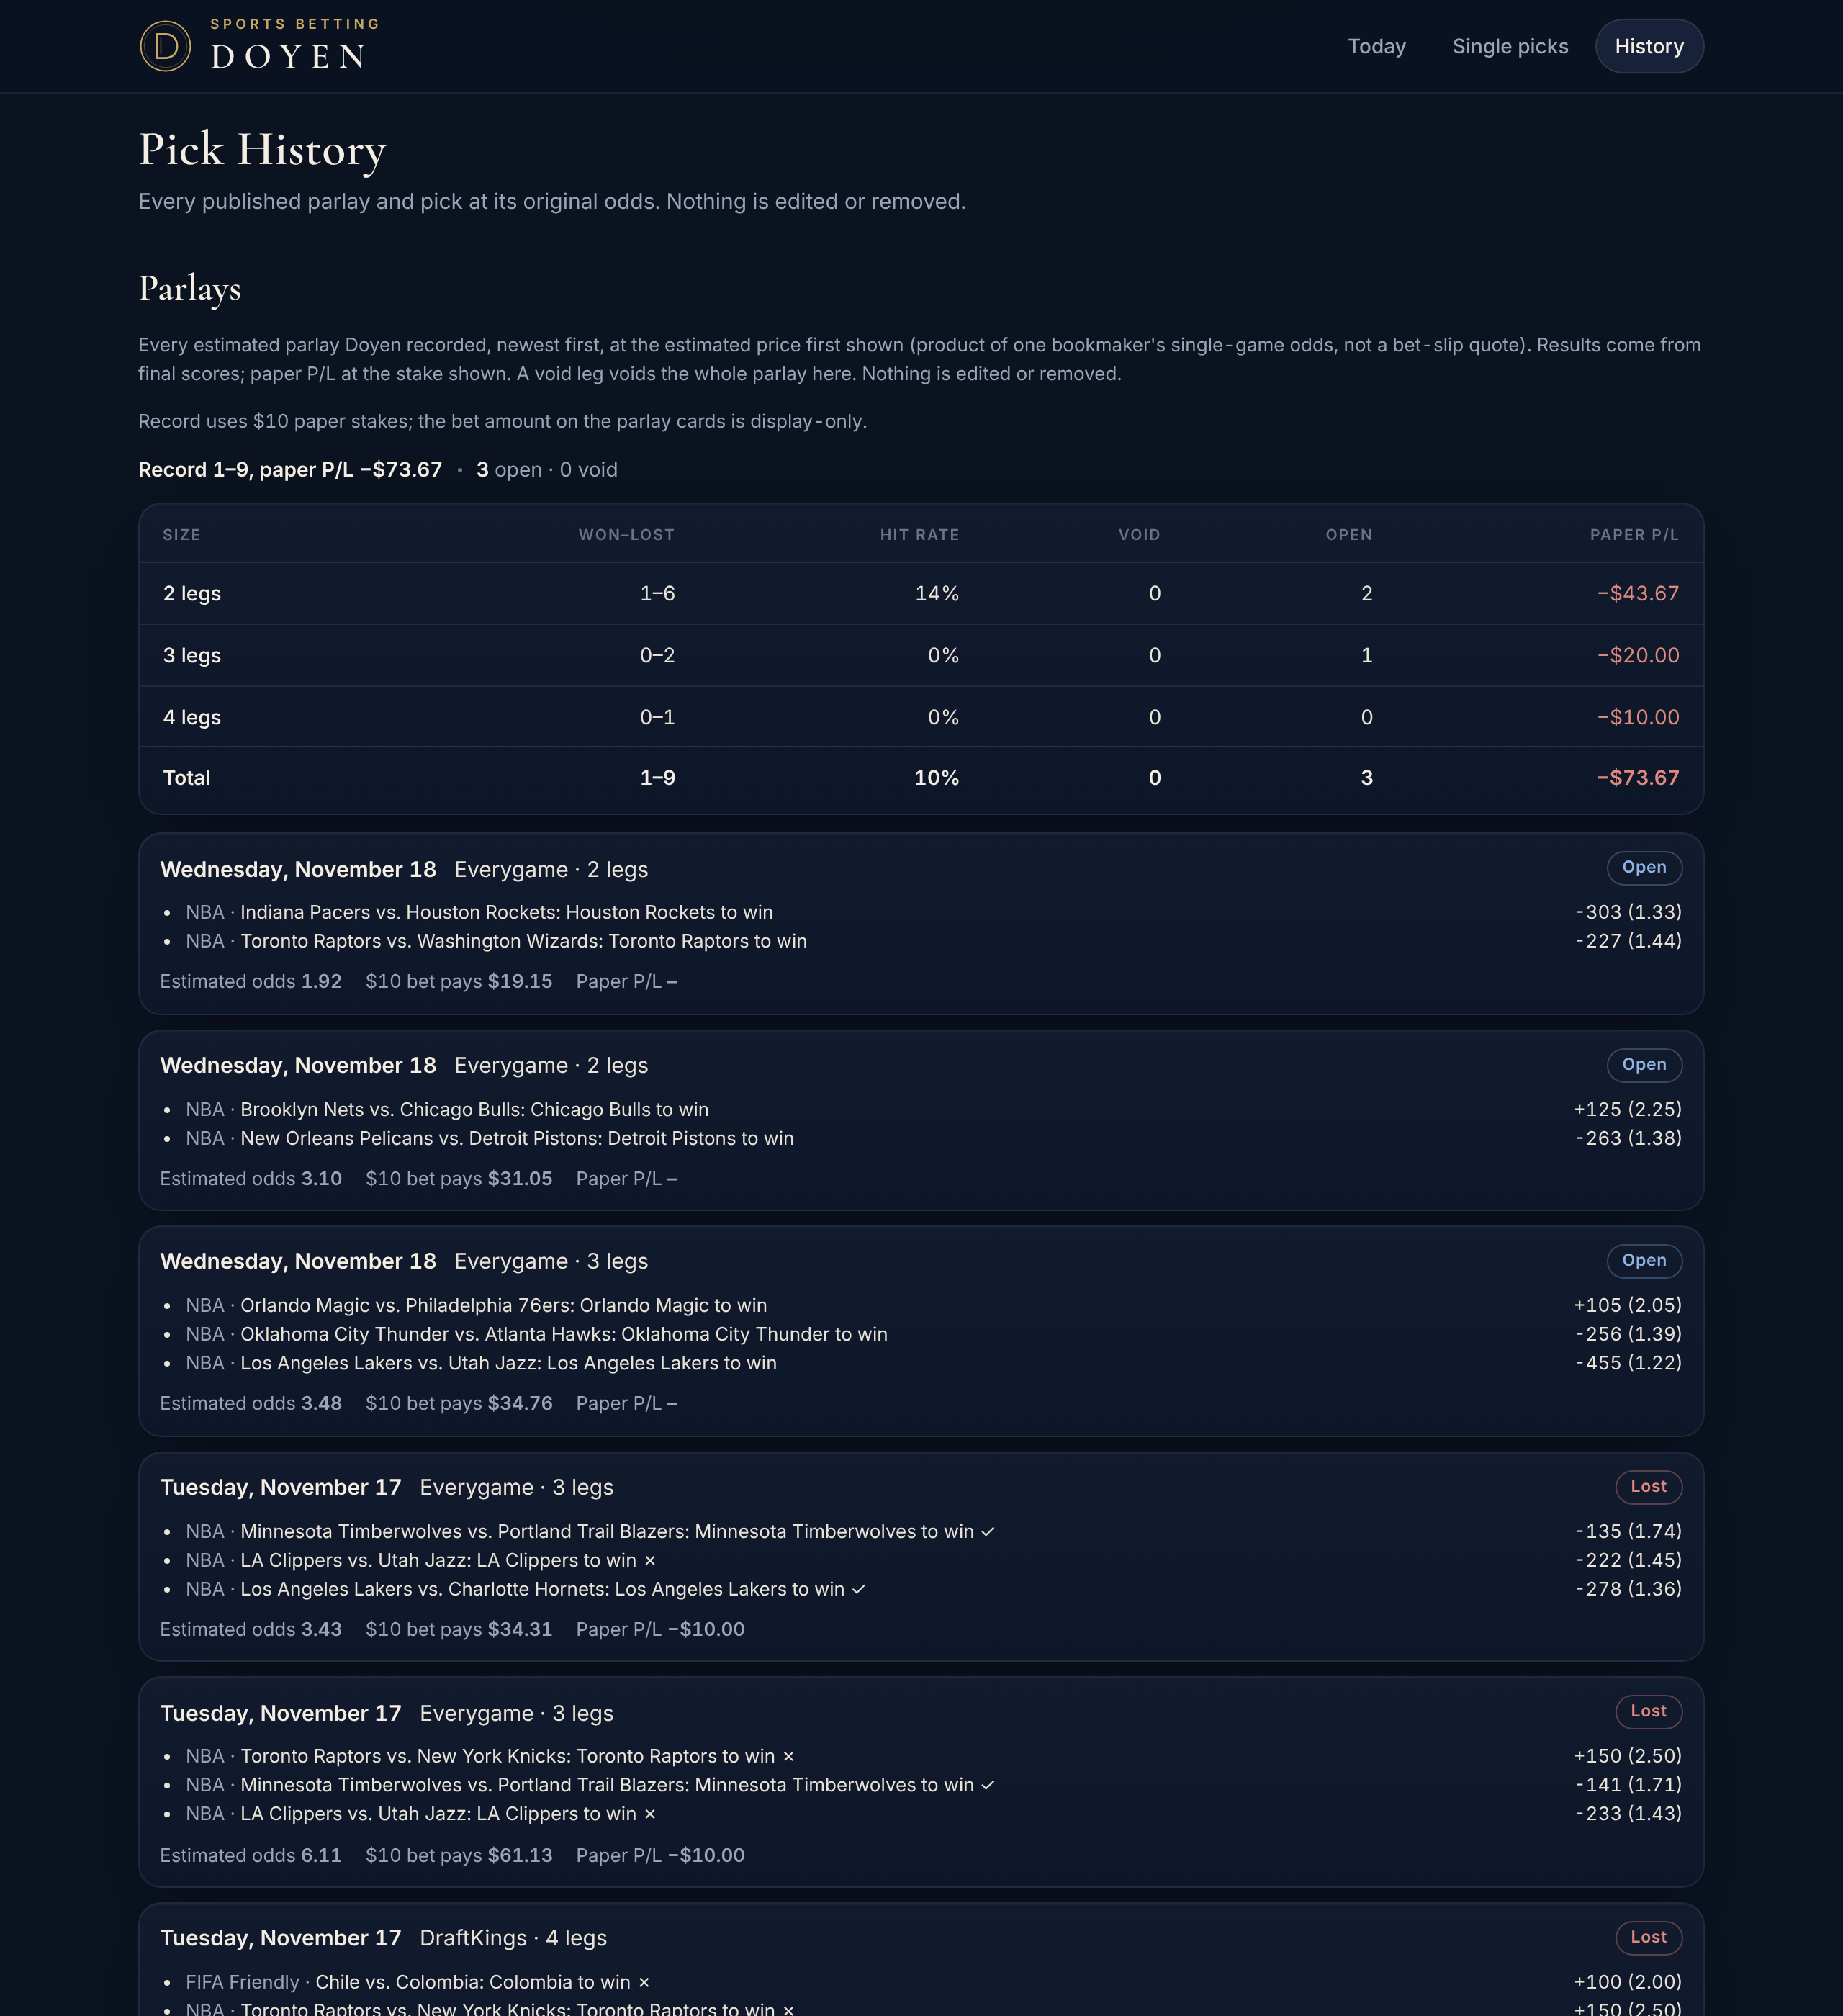 SPORTS BETTING
DOYEN
Today
Single picks
History
Pick History
Every published parlay and pick at its original odds. Nothing is edited or removed.
Parlays
Every estimated parlay Doyen recorded, newest first, at the estimated price first shown (product of one bookmaker's single-game odds, not a bet-slip quote). Results come from
final scores; paper P/L at the stake shown. A void leg voids the whole parlay here. Nothing is edited or removed.
Record uses $10 paper stakes; the bet amount on the parlay cards is display-only.
Record 1–9, paper P/L −$73.67 • 3 open · 0 void
SIZE WON–LOST HIT RATE VOID OPEN PAPER P/L
2 legs 1–6 14% 0 2 −$43.67
3 legs 0–2 0% 0 1 −$20.00
4 legs 0–1 0% 0 0 −$10.00
Total 1–9 10% 0 3 −$73.67
Wednesday, November 18 Everygame · 2 legs Open
• NBA · Indiana Pacers vs. Houston Rockets: Houston Rockets to win -303 (1.33)
• NBA · Toronto Raptors vs. Washington Wizards: Toronto Raptors to win -227 (1.44)
Estimated odds 1.92 $10 bet pays $19.15 Paper P/L –
Wednesday, November 18 Everygame · 2 legs Open
• NBA · Brooklyn Nets vs. Chicago Bulls: Chicago Bulls to win +125 (2.25)
• NBA · New Orleans Pelicans vs. Detroit Pistons: Detroit Pistons to win -263 (1.38)
Estimated odds 3.10 $10 bet pays $31.05 Paper P/L –
Wednesday, November 18 Everygame · 3 legs Open
• NBA · Orlando Magic vs. Philadelphia 76ers: Orlando Magic to win +105 (2.05)
• NBA · Oklahoma City Thunder vs. Atlanta Hawks: Oklahoma City Thunder to win -256 (1.39)
• NBA · Los Angeles Lakers vs. Utah Jazz: Los Angeles Lakers to win -455 (1.22)
Estimated odds 3.48 $10 bet pays $34.76 Paper P/L –
Tuesday, November 17 Everygame · 3 legs Lost
• NBA · Minnesota Timberwolves vs. Portland Trail Blazers: Minnesota Timberwolves to win ✓ -135 (1.74)
• NBA · LA Clippers vs. Utah Jazz: LA Clippers to win × -222 (1.45)
• NBA · Los Angeles Lakers vs. Charlotte Hornets: Los Angeles Lakers to win ✓ -278 (1.36)
Estimated odds 3.43 $10 bet pays $34.31 Paper P/L −$10.00
Tuesday, November 17 Everygame · 3 legs Lost
• NBA · Toronto Raptors vs. New York Knicks: Toronto Raptors to win × +150 (2.50)
• NBA · Minnesota Timberwolves vs. Portland Trail Blazers: Minnesota Timberwolves to win ✓ -141 (1.71)
• NBA · LA Clippers vs. Utah Jazz: LA Clippers to win × -233 (1.43)
Estimated odds 6.11 $10 bet pays $61.13 Paper P/L −$10.00
Tuesday, November 17 DraftKings · 4 legs Lost
• FIFA Friendly · Chile vs. Colombia: Colombia to win × +100 (2.00)
• NBA · Toronto Raptors vs. New York Knicks: Toronto Raptors to win × +150 (2.50)